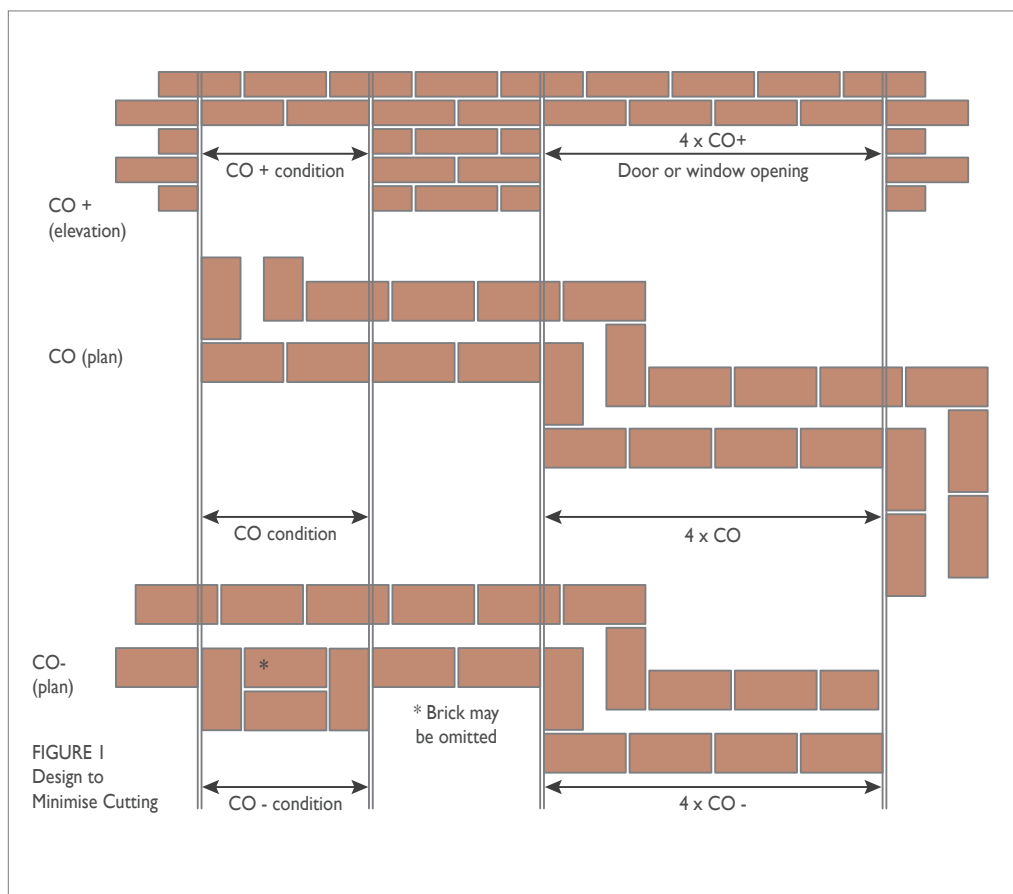 4 x CO+
CO + condition
Door or window opening
CO +
(elevation)
CO (plan)
CO condition
4 x CO
CO-
(plan)
*
* Brick may
be omitted
FIGURE 1
Design to
Minimise Cutting
CO - condition
4 x CO -